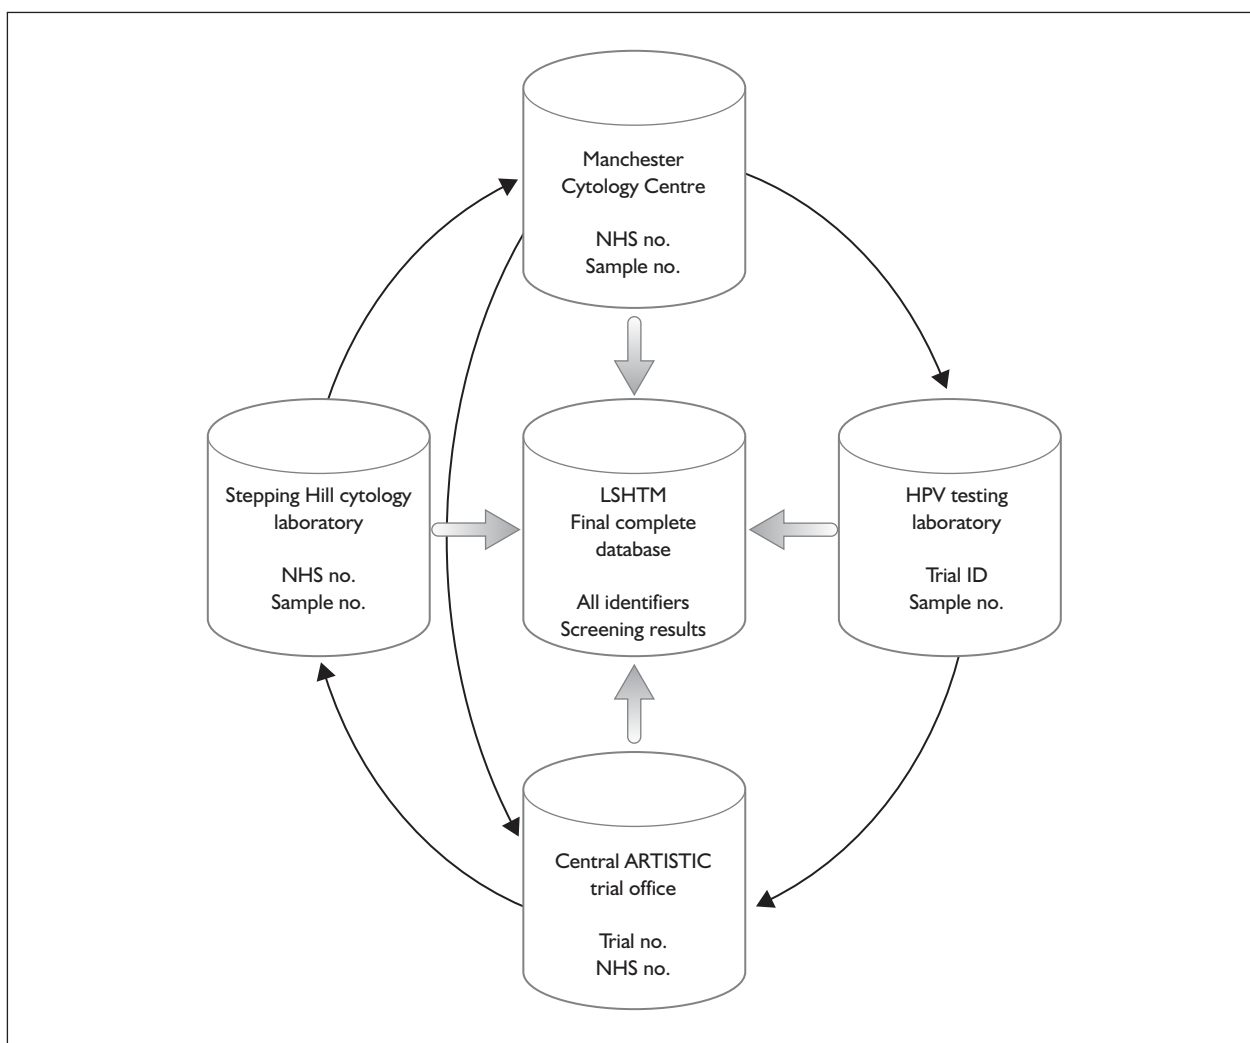 Manchester
Cytology Centre
NHS no.
Sample no.
Stepping Hill cytology
laboratory
NHS no.
Sample no.
LSHTM
Final complete
database
All identifiers
Screening results
HPV testing
laboratory
Trial ID
Sample no.
Central ARTISTIC
trial office
Trial no.
NHS no.